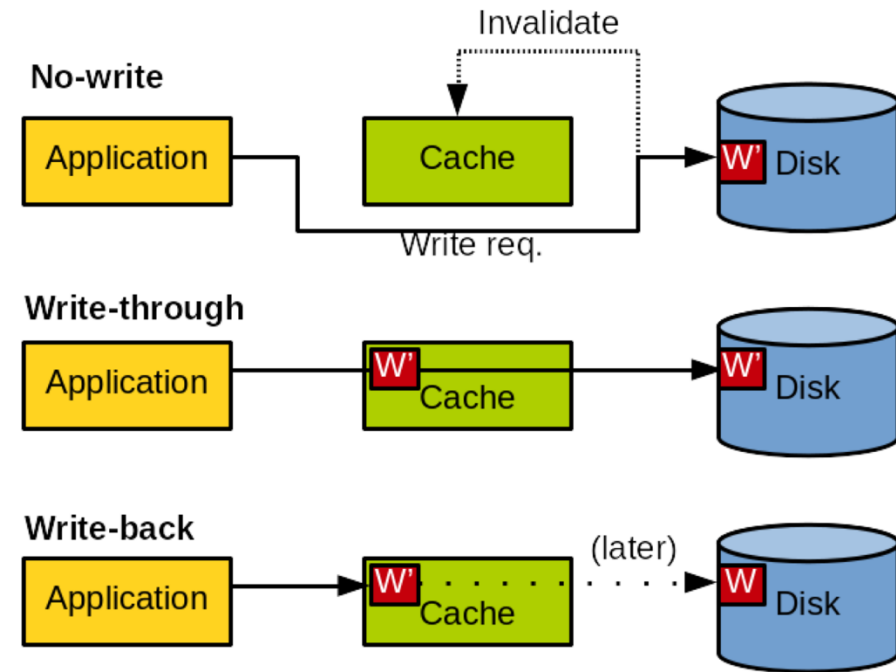 Invalidate
No-write
Application
Cache
W’
Disk
Write req.
Write-through
Application
W’
Cache
W’
Disk
Write-back
(later)
Application
W’
Cache
W
Disk